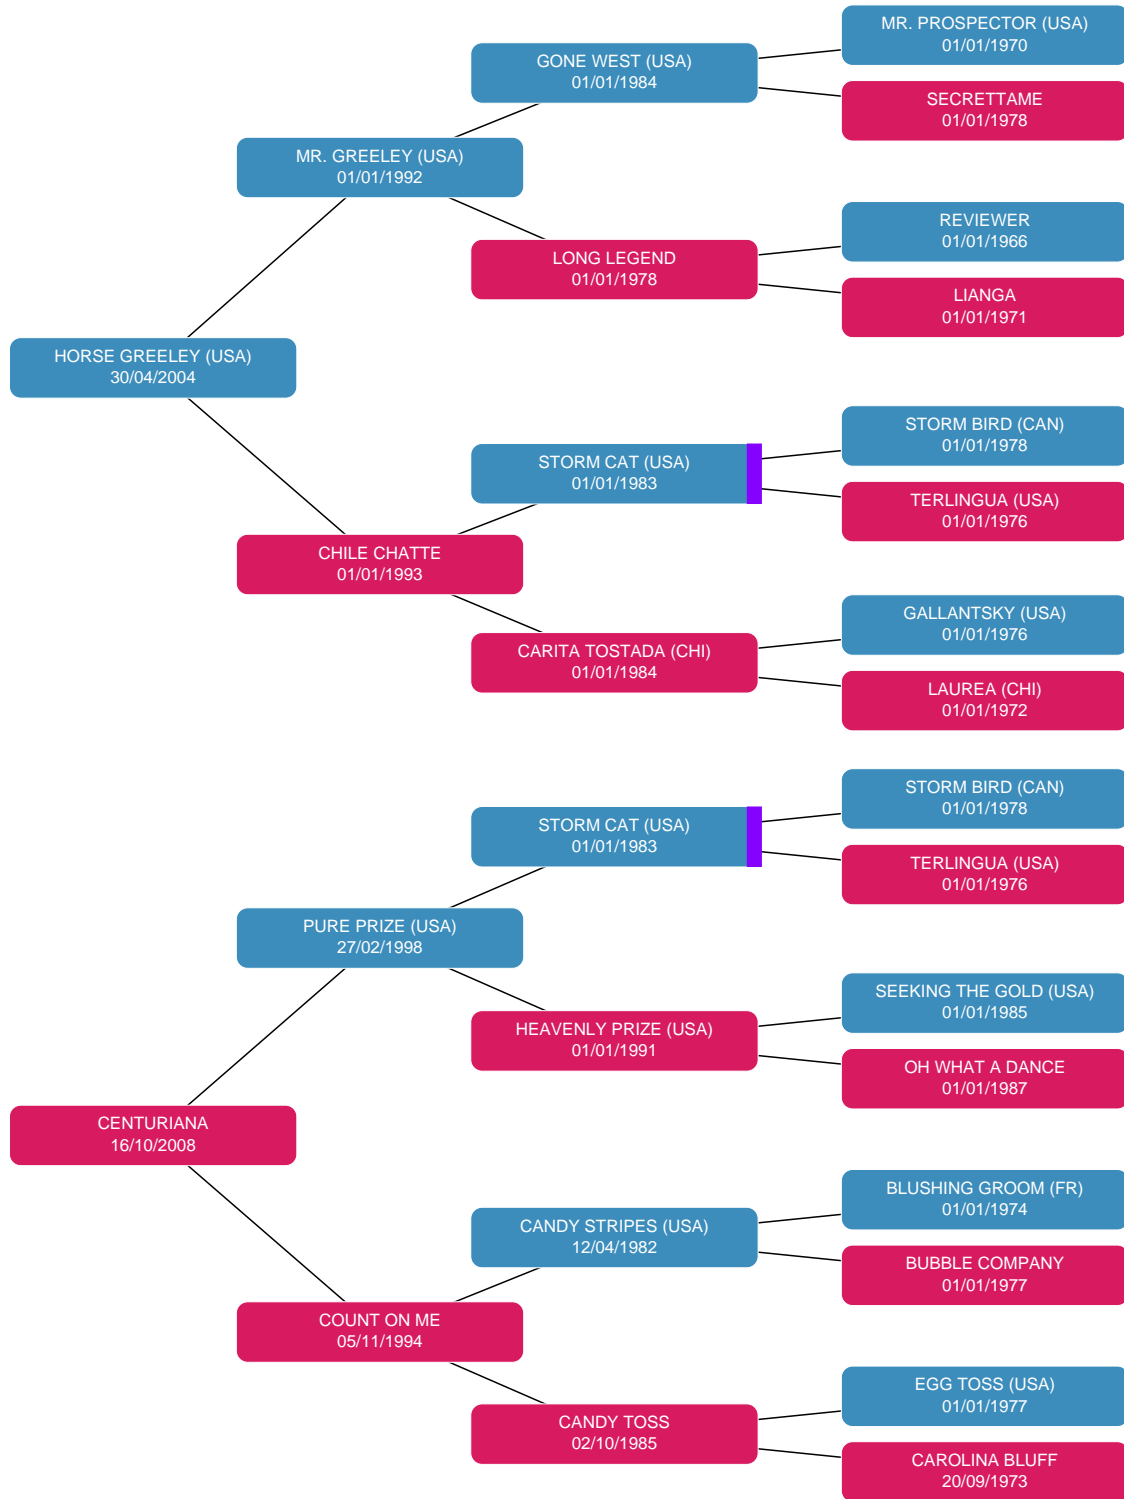 MR. PROSPECTOR (USA)
01/01/1970
GONE WEST (USA)
01/01/1984
SECRETTAME
01/01/1978
MR. GREELEY (USA)
01/01/1992
REVIEWER
01/01/1966
LONG LEGEND
01/01/1978
LIANGA
01/01/1971
HORSE GREELEY (USA)
30/04/2004
STORM BIRD (CAN)
01/01/1978
STORM CAT (USA)
01/01/1983
TERLINGUA (USA)
01/01/1976
CHILE CHATTE
01/01/1993
GALLANTSKY (USA)
01/01/1976
CARITA TOSTADA (CHI)
01/01/1984
LAUREA (CHI)
01/01/1972
STORM BIRD (CAN)
01/01/1978
STORM CAT (USA)
01/01/1983
TERLINGUA (USA)
01/01/1976
PURE PRIZE (USA)
27/02/1998
SEEKING THE GOLD (USA)
01/01/1985
HEAVENLY PRIZE (USA)
01/01/1991
OH WHAT A DANCE
01/01/1987
CENTURIANA
16/10/2008
BLUSHING GROOM (FR)
01/01/1974
CANDY STRIPES (USA)
12/04/1982
BUBBLE COMPANY
01/01/1977
COUNT ON ME
05/11/1994
EGG TOSS (USA)
01/01/1977
CANDY TOSS
02/10/1985
CAROLINA BLUFF
20/09/1973